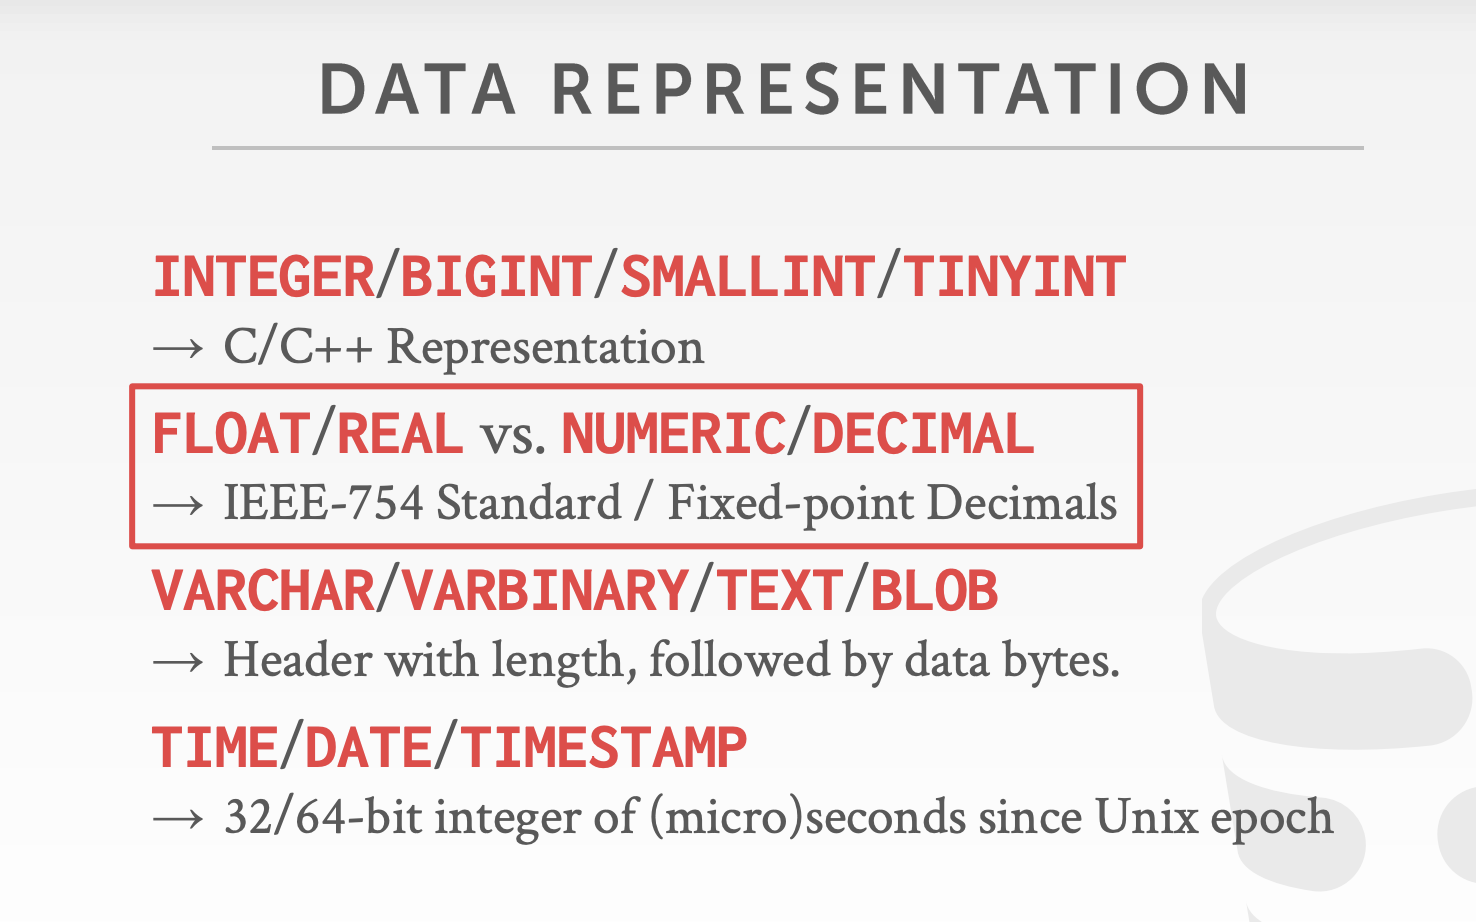 DATA REPRESENTATION
INTEGER/BIGINT/SMALLINT/TINYINT
→ C/C++ Representation
FLOAT/REAL vs. NUMERIC/DECIMAL
→ IEEE-754 Standard / Fixed-point Decimals
VARCHAR/VARBINARY/TEXT/BLOB
→ Header with length, followed by data bytes.
TIME/DATE/TIMESTAMP
→ 32/64-bit integer of (micro)seconds since Unix epoch